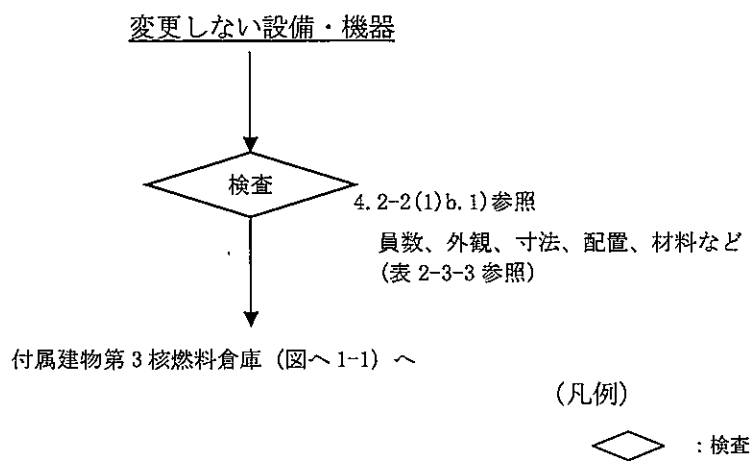 変更しない設備・機器
検査
4.2-2(1)b.1)参照
員数、外観、寸法、配置、材料など
(表 2-3-3 参照)
付属建物第3核燃料倉庫（図へ 1-1）へ
(凡例)
：検査